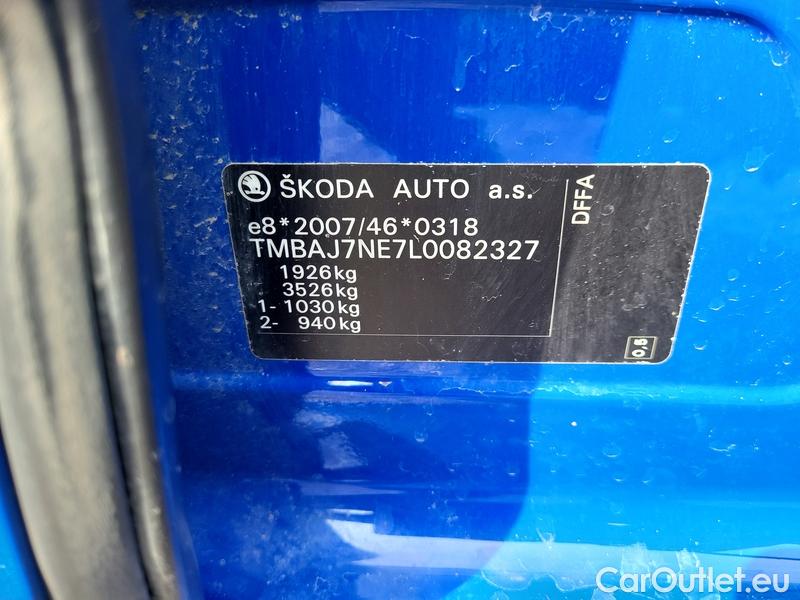 ŠKODA AUTO a.s.
e8*2007/46*0318
TMBAJ7NE7L0082327
1926kg
- 3526kg
1- 1030kg
2- 940kg
DFFA
0,5
CarOutlet.eu